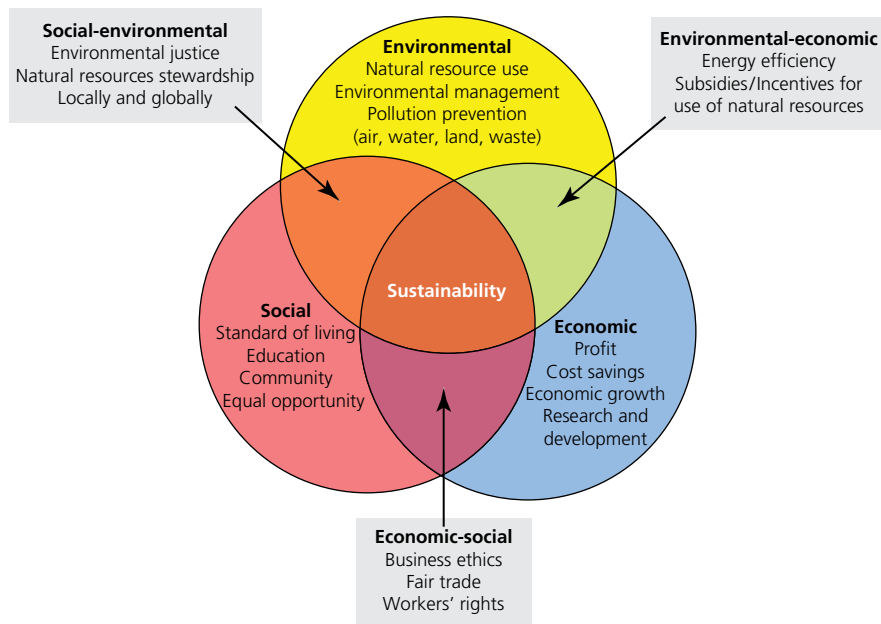 Social-environmental
Environmental justice
Natural resources stewardship
Locally and globally
Environmental
Natural resource use
Environmental management
Pollution prevention
(air, water, land, waste)
Environmental-economic
Energy efficiency
Subsidies/Incentives for
use of natural resources
Sustainability
Social
Standard of living
Education
Community
Equal opportunity
Economic
Profit
Cost savings
Economic growth
Research and
development
Economic-social
Business ethics
Fair trade
Workers’ rights